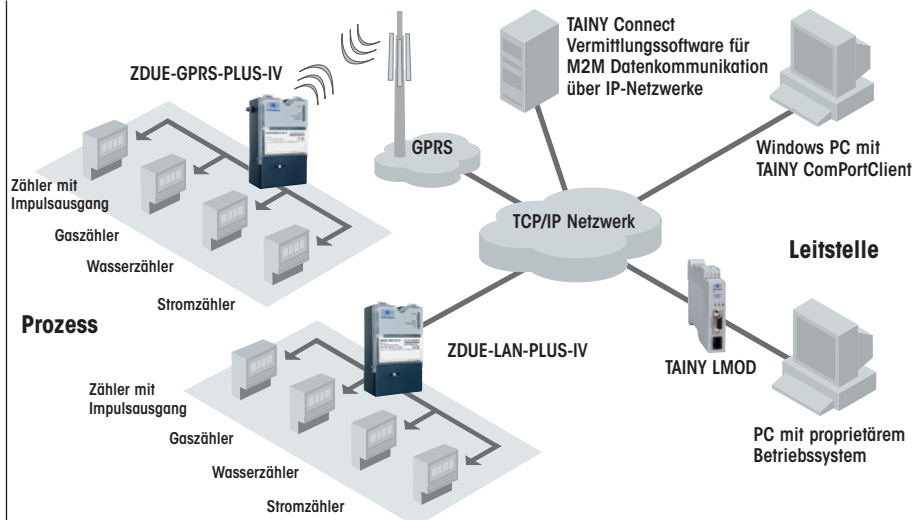 TAINY Connect
Vermittlungssoftware für
M2M Datenkommunikation
über IP-Netzwerke
ZDUE-GPRS-PLUS-IV
GPRS
Windows PC mit
TAINY ComPortClient
Zähler mit
Impulsausgang
Gaszähler
Wasserzähler
Stromzähler
TCP/IP Netzwerk
Leitstelle
Prozess
ZDUE-LAN-PLUS-IV
TAINY LMOD
Zähler mit
Impulsausgang
Gaszähler
Wasserzähler
Stromzähler
PC mit proprietärem
Betriebssystem